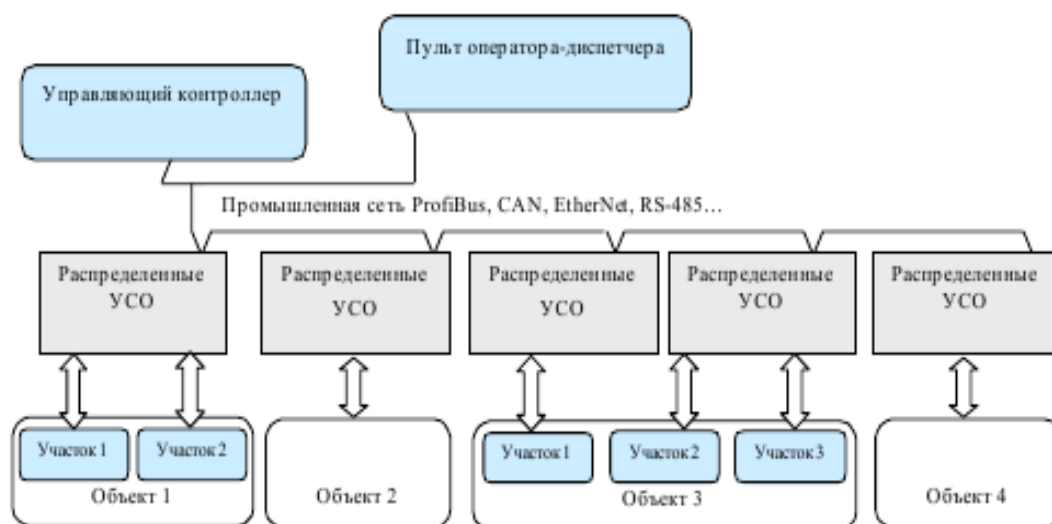 Пульт оператора-диспетчера
Управляющий контроллер
Промышленная сеть ProfiBus, CAN, EtherNet, RS-485…
Распределенные
УСО
Распределенные
УСО
Распределенные
УСО
Распределенные
УСО
Распределенные
УСО
Участок 1
Участок 2
Объект 1
Объект 2
Участок 1
Участок 2
Участок 3
Объект 3
Объект 4